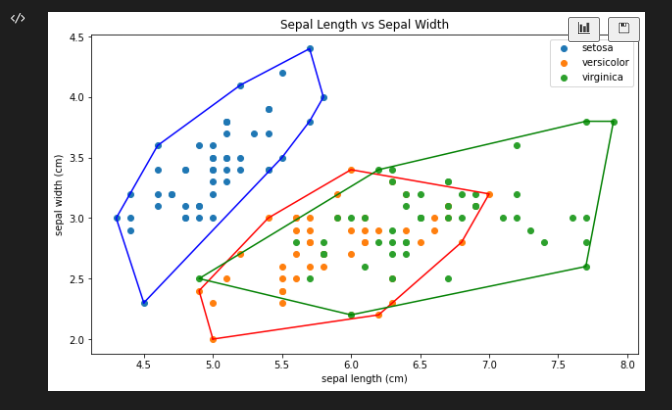 </>
Sepal Length vs Sepal Width
setosa
versicolor
virginica
sepal width (cm)
4.5
4.0
3.5
3.0
2.5
2.0
4.5 5.0 5.5 6.0 6.5 7.0 7.5 8.0
sepal length (cm)